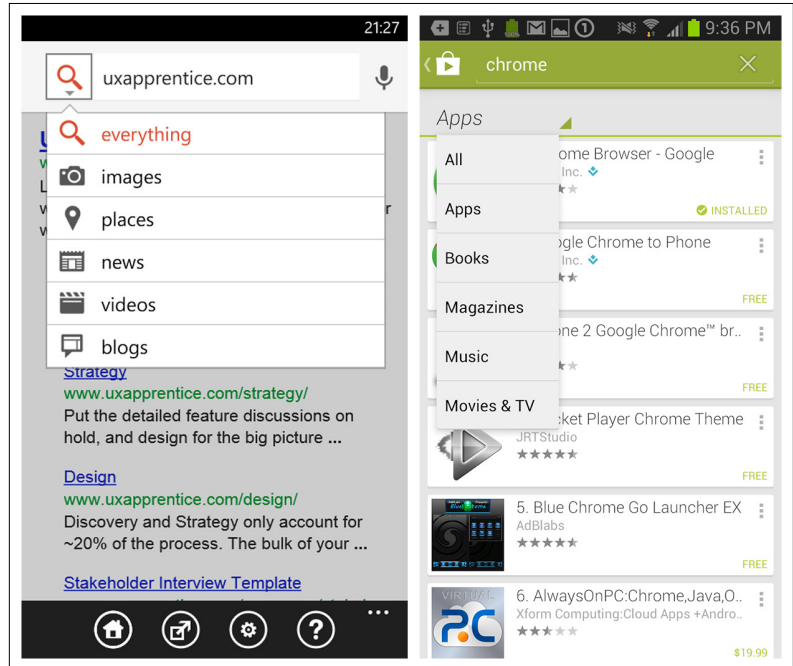 21:27
uxapprentice.com
everything
images
places
news
videos
blogs
Strategy
www.uxapprentice.com/strategy/
Put the detailed feature discussions on
hold, and design for the big picture ...
Design
www.uxapprentice.com/design/
Discovery and Strategy only account for
~20% of the process. The bulk of your ...
Stakeholder Interview Template
9:36 PM
chrome
Apps
All
Apps
Books
Magazines
Music
Movies & TV
ome Browser - Google
Inc.
INSTALLED
ogle Chrome to Phone
Inc.
FREE
ne 2 Google Chrome™ br..
FREE
cket Player Chrome Theme
JRTStudio
FREE
5. Blue Chrome Go Launcher EX
AdBlabs
FREE
VIRTUAL
PC
6. AlwaysOnPC:Chrome,Java,O..
Xform Computing:Cloud Apps +Andro..
$19.99